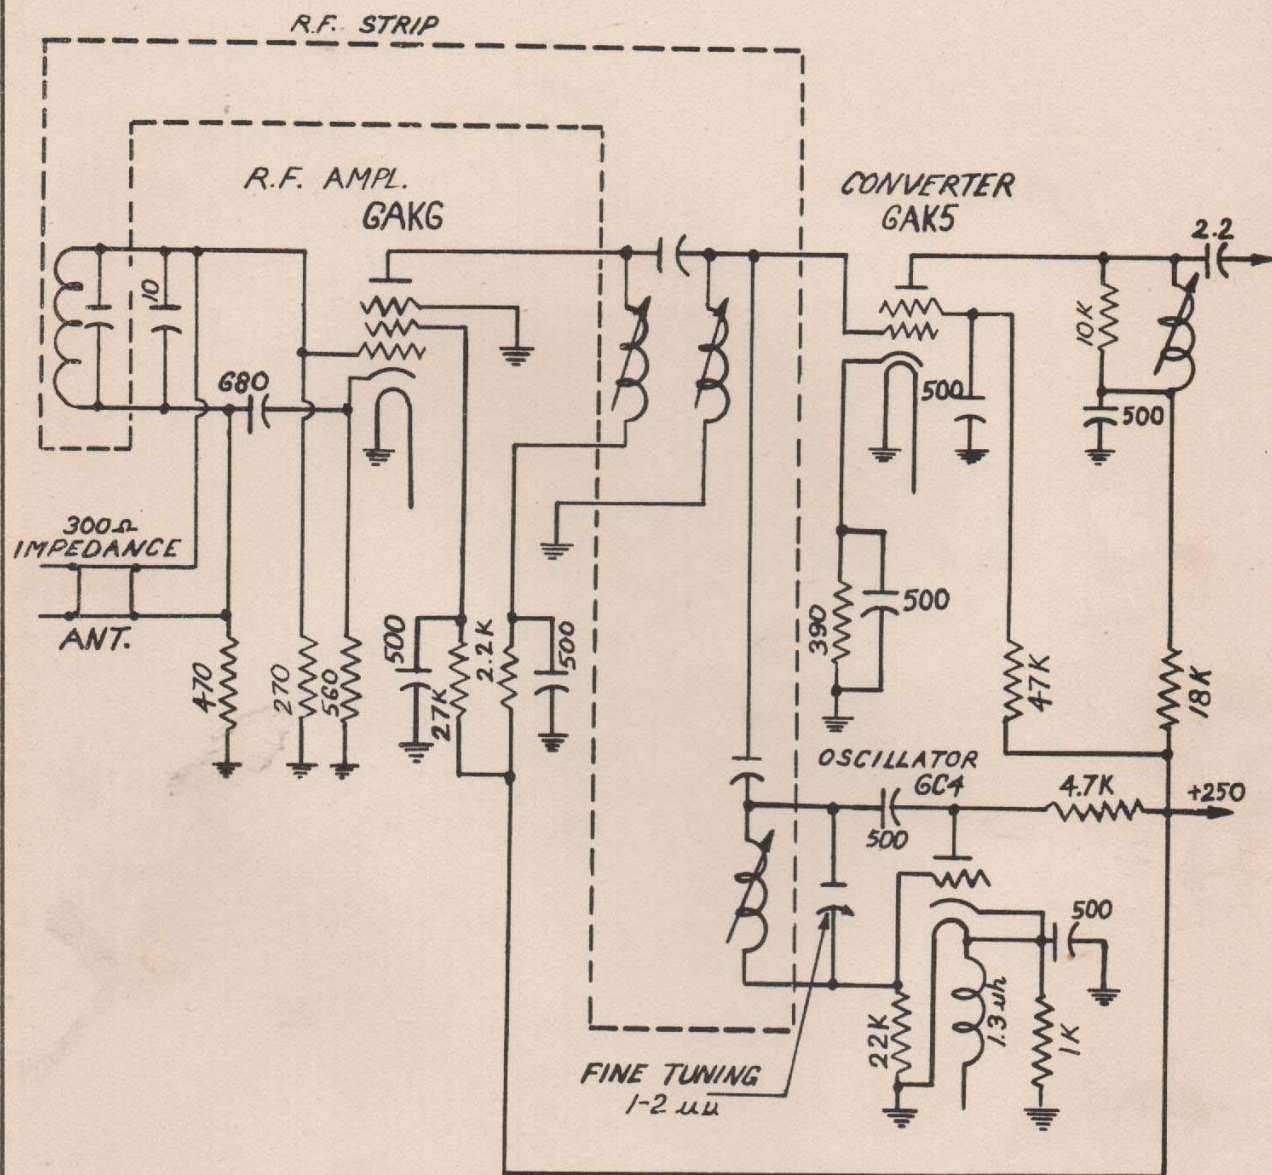 R.F. STRIP
R.F. AMPL.
6AK6
CONVERTER
6AK5
2.2
10
10K
680
500
500
300Ω
IMPEDANCE
ANT.
470
270
560
500
27K
2.2K
500
390
500
47K
18K
OSCILLATOR
6C4
4.7K
+250
500
500
22K
1.3 uh
1K
FINE TUNING
1-2 uu